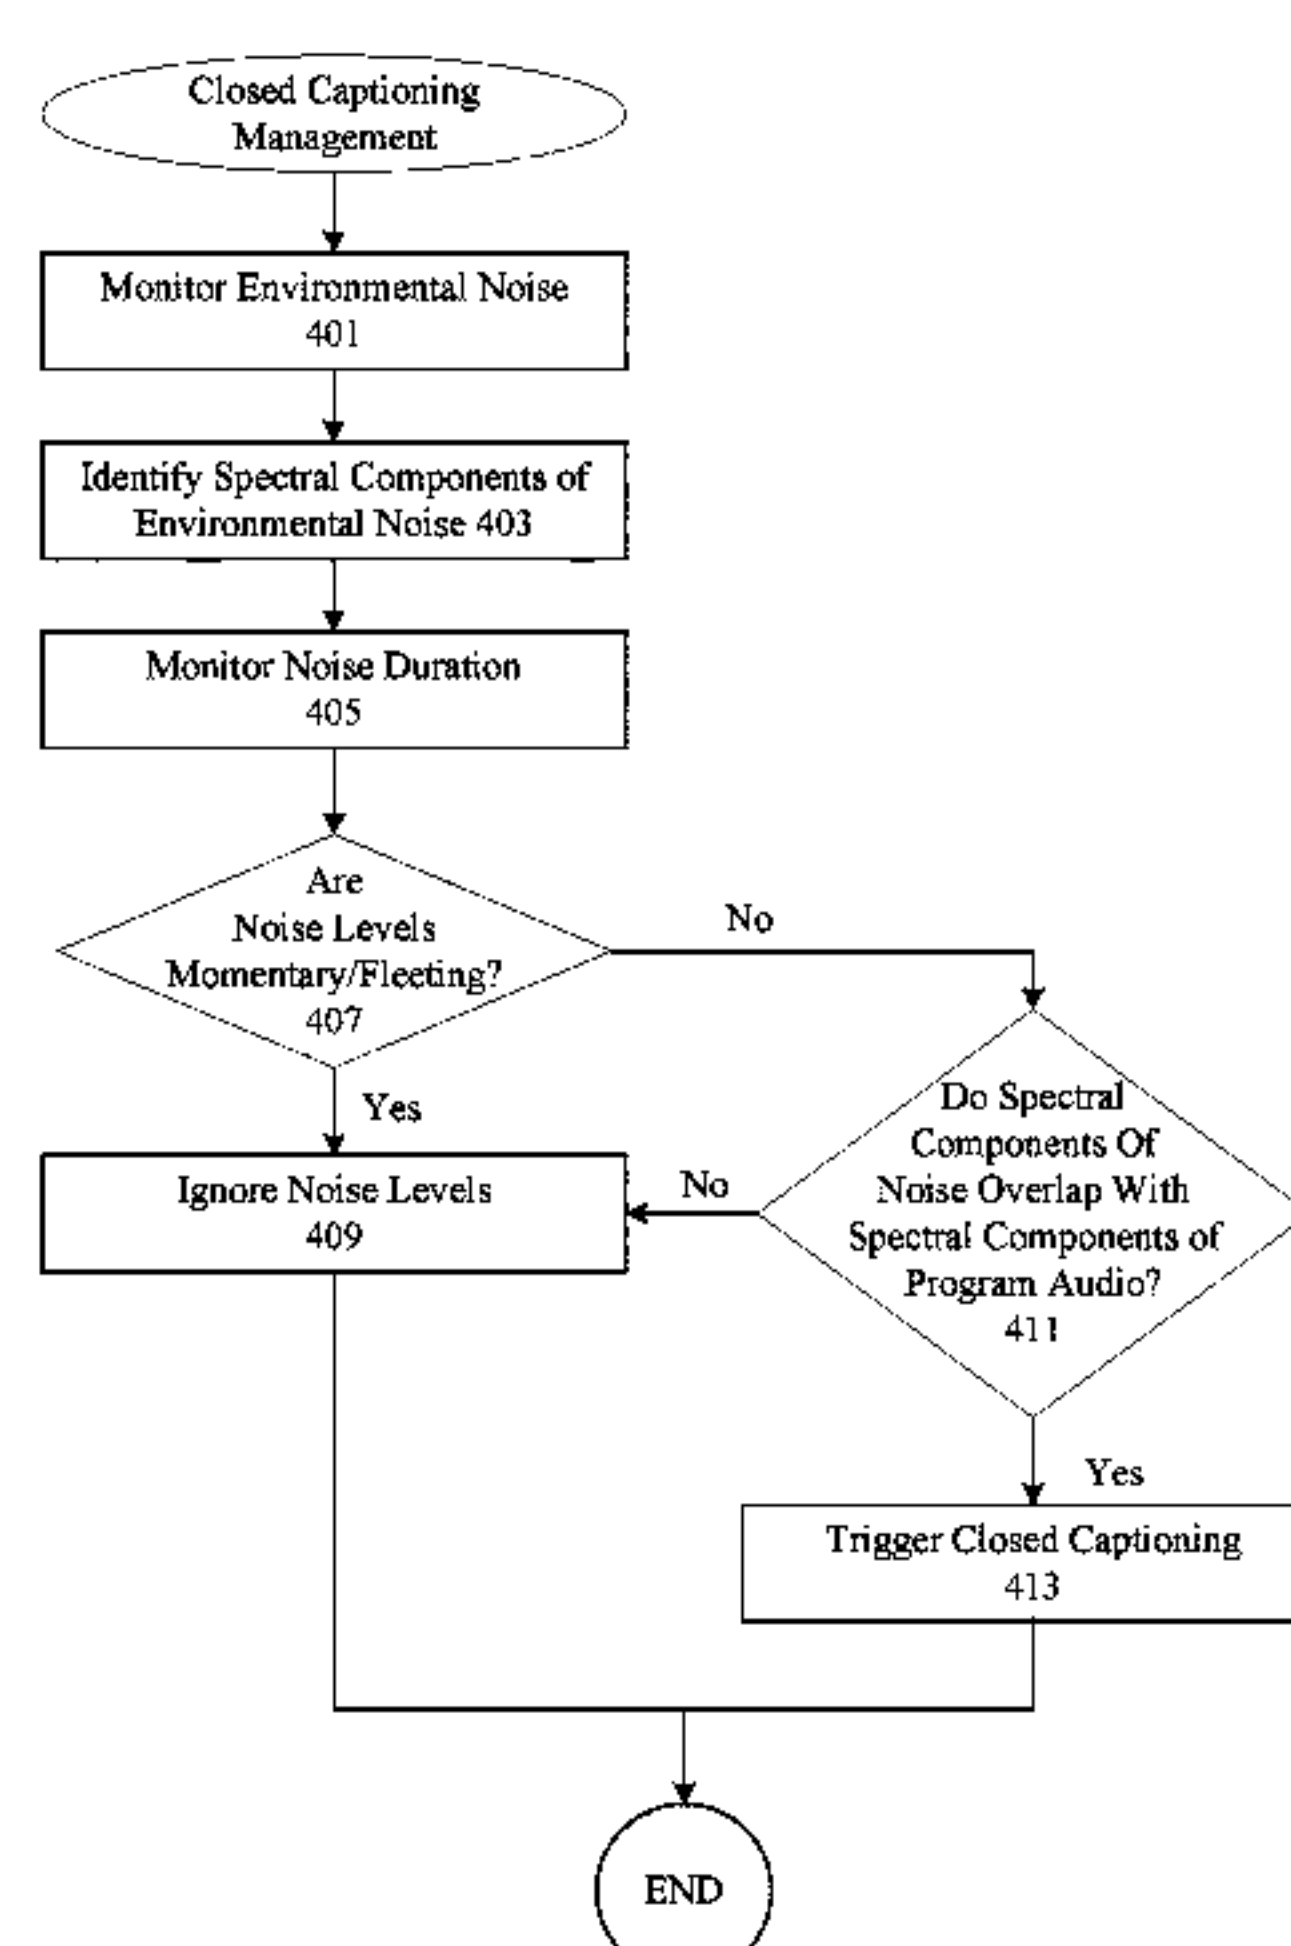 Closed Captioning
Management
Monitor Environmental Noise
401
Identify Spectral Components of
Environmental Noise 403
Monitor Noise Duration
405
Are
Noise Levels
Momentary/Fleeting?
407
No
Yes
Ignore Noise Levels
409
No
Do Spectral
Components Of
Noise Overlap With
Spectral Components of
Program Audio?
411
Yes
Trigger Closed Captioning
413
END